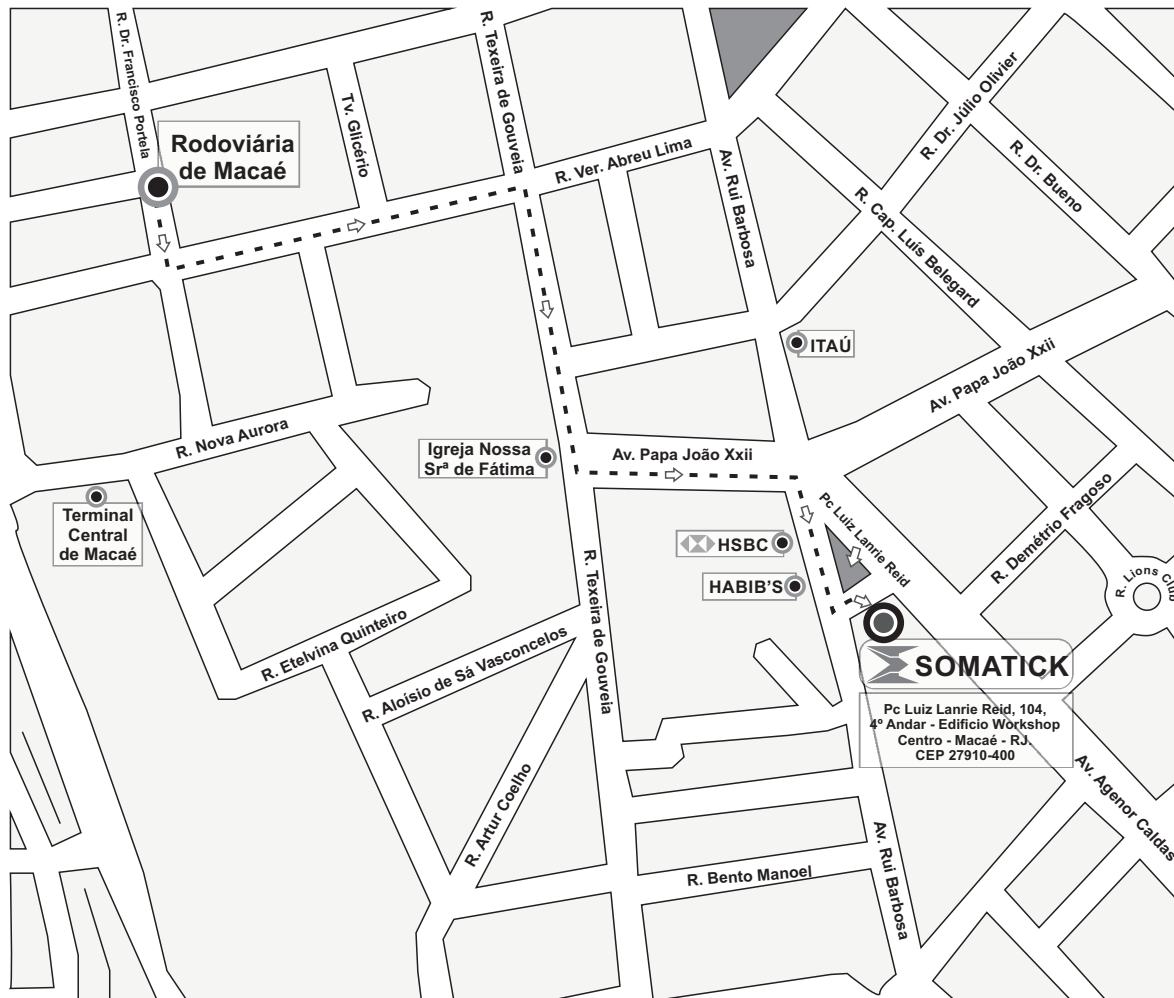 R. Dr. Francisco Portela
Rodoviária
de Macaé
Tv. Glicério
R. Texeira de Gouveia
R. Ver. Abreu Lima
Av. Rui Barbosa
R. Dr. Júlio Olivier
R. Dr. Bueno
R. Cap. Luís Belegard
ITAÚ
Av. Papa João Xxii
R. Nova Aurora
Igreja Nossa
Srª de Fátima
Av. Papa João Xxii
Terminal
Central
de Macaé
HSBC
HABIB'S
Pc Luiz Lanrie Reid
R. Demétrio Fragoso
R. Lions Club
R. Texeira de Gouveia
R. Etelvina Quinteiro
R. Aloísio de Sá Vasconcelos
SOMATICK
Pc Luiz Lanrie Reid, 104,
4º Andar - Edificio Workshop
Centro - Macaé - RJ.
CEP 27910-400
R. Artur Coelho
Av. Agenor Caldas
R. Bento Manoel
Av. Rui Barbosa